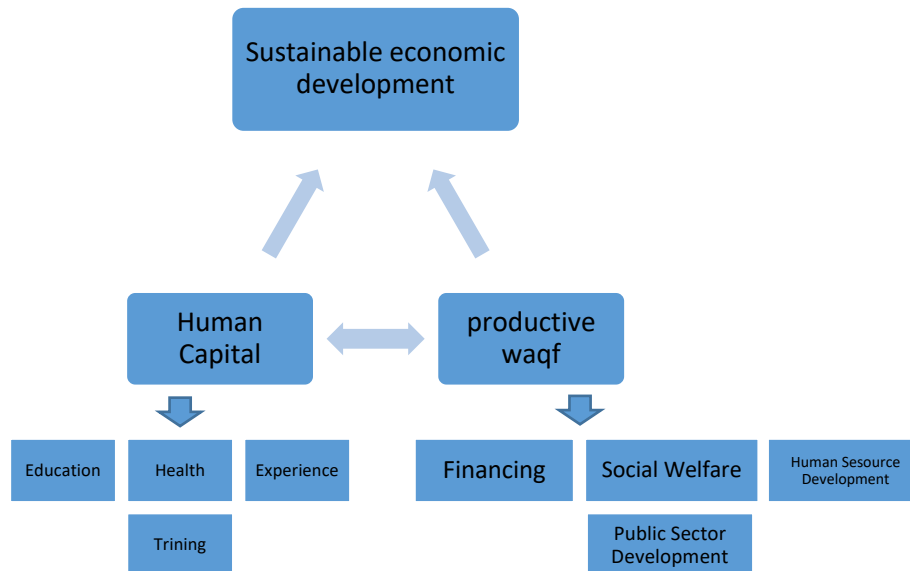 Sustainable economic
development
Human
Capital
productive
waqf
Education
Health
Experience
Financing
Social Welfare
Human Sesource
Development
Trining
Public Sector
Development